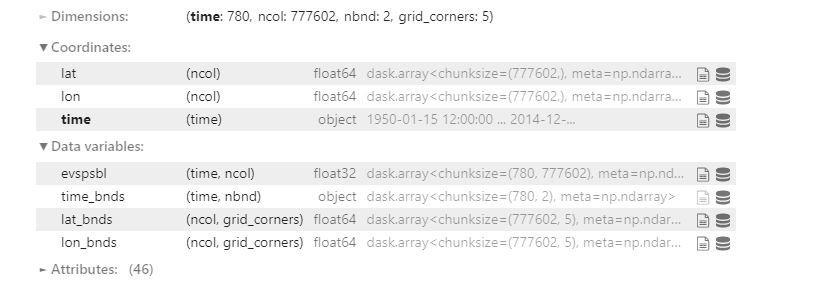 ► Dimensions: (time: 780, ncol: 777602, nbnd: 2, grid_corners: 5)
▼ Coordinates:
lat (ncol) float64 dask.array<chunksize=(777602,), meta=np.ndarra...
lon (ncol) float64 dask.array<chunksize=(777602,), meta=np.ndarra...
time (time) object 1950-01-15 12:00:00 ... 2014-12-...
▼ Data variables:
evspsbl (time, ncol) float32 dask.array<chunksize=(780, 777602), meta=np.nd...
time_bnds (time, nbnd) object dask.array<chunksize=(780, 2), meta=np.ndarray>
lat_bnds (ncol, grid_corners) float64 dask.array<chunksize=(777602, 5), meta=np.ndar...
lon_bnds (ncol, grid_corners) float64 dask.array<chunksize=(777602, 5), meta=np.ndar...
► Attributes: (46)